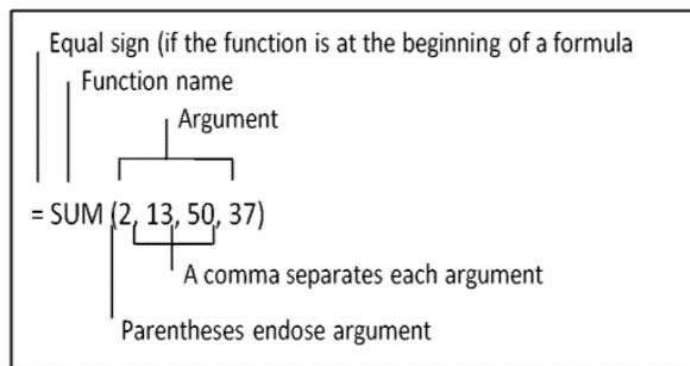 Equal sign (if the function is at the beginning of a formula
Function name
Argument
= SUM (2, 13, 50, 37)
A comma separates each argument
Parentheses endose argument